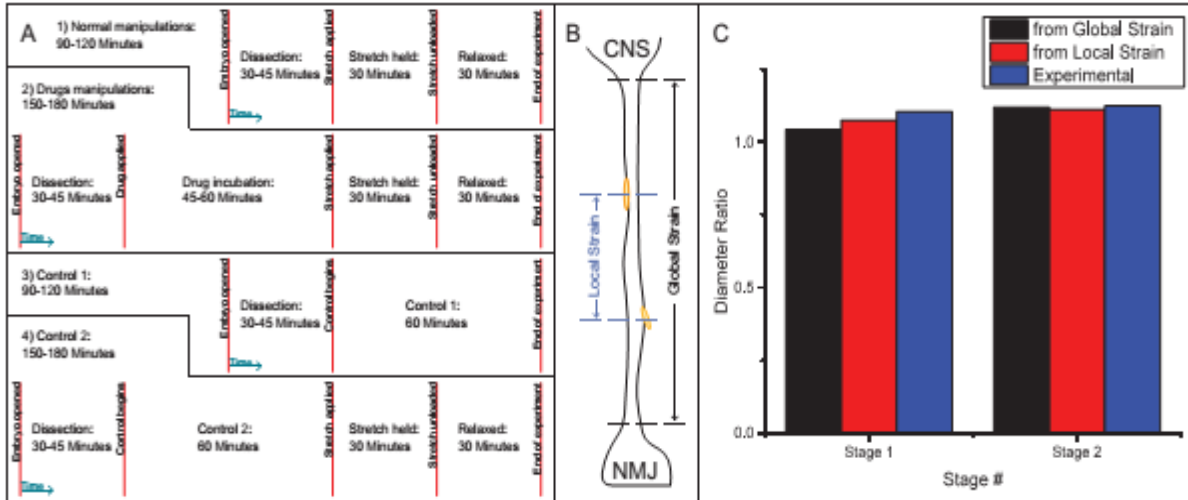 A
1) Normal manipulations:
90-120 Minutes
Embryo opened
Dissection:
30-45 Minutes
Stretch applied
Stretch held:
30 Minutes
Stretch unloaded
Relaxed:
30 Minutes
End of experiment
Time
2) Drugs manipulations:
150-180 Minutes
Embryo opened
Dissection:
30-45 Minutes
Drug applied
Drug incubation:
45-60 Minutes
Stretch applied
Stretch held:
30 Minutes
Stretch unloaded
Relaxed:
30 Minutes
End of experiment
Time
3) Control 1:
90-120 Minutes
Embryo opened
Dissection:
30-45 Minutes
Control begins
Control 1:
60 Minutes
End of experiment
Time
4) Control 2:
150-180 Minutes
Embryo opened
Dissection:
30-45 Minutes
Control begins
Control 2:
60 Minutes
Stretch applied
Stretch held:
30 Minutes
Stretch unloaded
Relaxed:
30 Minutes
End of experiment
Time
B
CNS
Local Strain
Global Strain
NMJ
C
from Global Strain
from Local Strain
Experimental
Diameter Ratio
1.0
0.5
0.0
Stage 1
Stage 2
Stage #